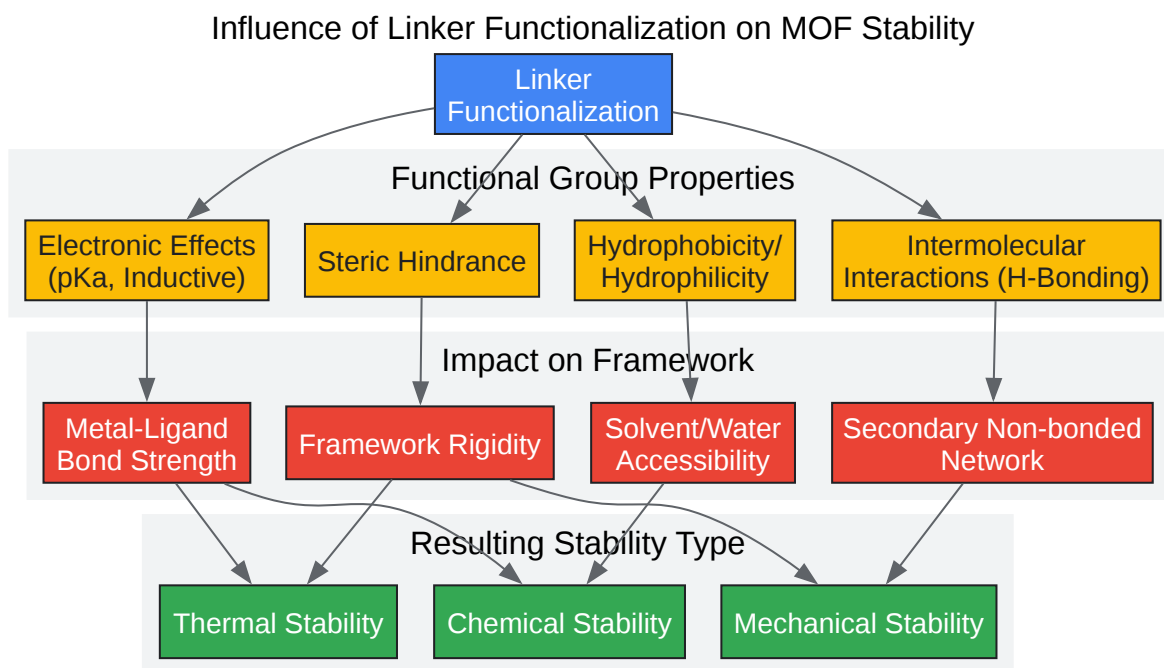 Influence of Linker Functionalization on MOF Stability
Linker
Functionalization
Functional Group Properties
Electronic Effects
(pKa, Inductive)
Steric Hindrance
Hydrophobicity/
Hydrophilicity
Intermolecular
Interactions (H-Bonding)
Impact on Framework
Metal-Ligand
Bond Strength
Framework Rigidity
Solvent/Water
Accessibility
Secondary Non-bonded
Network
Resulting Stability Type
Thermal Stability
Chemical Stability
Mechanical Stability